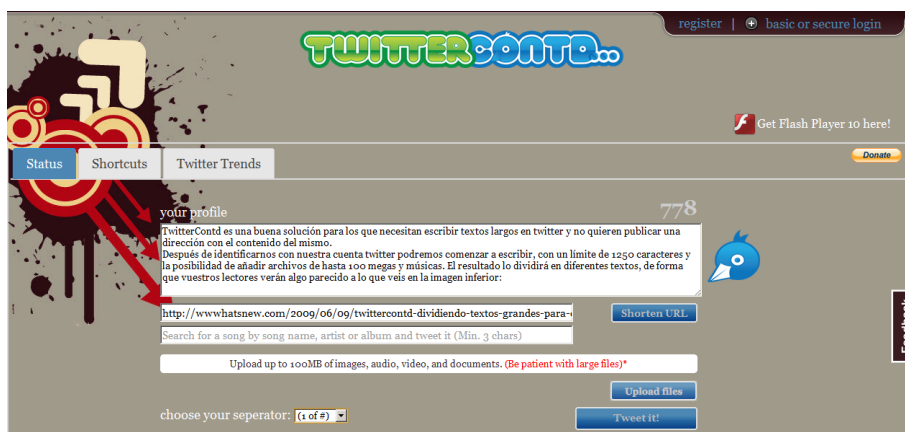 register | basic or secure login
TWITTERCONTD...
Get Flash Player 10 here!
Status Shortcuts Twitter Trends
Donate
your profile
778
TwitterContd es una buena solución para los que necesitan escribir textos largos en twitter y no quieren publicar una
dirección con el contenido del mismo.
Después de identificarnos con nuestra cuenta twitter podremos comenzar a escribir, con un límite de 1250 caracteres y
la posibilidad de añadir archivos de hasta 100 megas y músicas. El resultado lo dividirá en diferentes textos, de forma
que vuestros lectores verán algo parecido a lo que veis en la imagen inferior:
http://wwwhatsnew.com/2009/06/09/twittercontd-dividiendo-textos-grandes-para-
Shorten URL
Search for a song by song name, artist or album and tweet it (Min. 3 chars)
Upload up to 100MB of images, audio, video, and documents. (Be patient with large files)*
Upload files
choose your seperator: (1 of #)
Tweet it!
Feedback